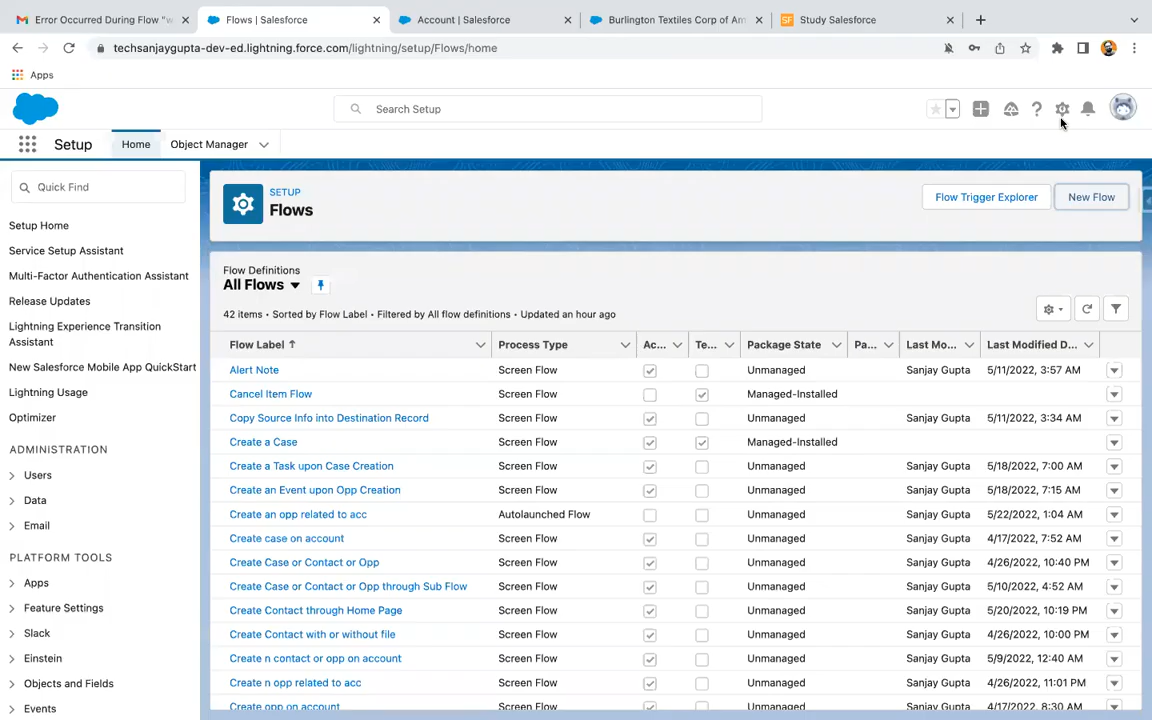 Error Occurred During Flow "w
Flows | Salesforce
Account | Salesforce
Burlington Textiles Corp of Am
SF Study Salesforce
techsanjaygupta-dev-ed.lightning.force.com/lightning/setup/Flows/home
Apps
Search Setup
Setup
Home
Object Manager
Quick Find
Setup Home
Service Setup Assistant
Multi-Factor Authentication Assistant
Release Updates
Lightning Experience Transition
Assistant
New Salesforce Mobile App QuickStart
Lightning Usage
Optimizer
ADMINISTRATION
Users
Data
Email
PLATFORM TOOLS
Apps
Feature Settings
Slack
Einstein
Objects and Fields
Events
SETUP
Flows
Flow Trigger Explorer
New Flow
Flow Definitions
All Flows
42 items • Sorted by Flow Label • Filtered by All flow definitions • Updated an hour ago
Flow Label ↑ Process Type Ac... Te... Package State Pa... Last Mo... Last Modified D...
Alert Note Screen Flow Unmanaged Sanjay Gupta 5/11/2022, 3:57 AM
Cancel Item Flow Screen Flow Managed-Installed
Copy Source Info into Destination Record Screen Flow Unmanaged Sanjay Gupta 5/11/2022, 3:34 AM
Create a Case Screen Flow Managed-Installed
Create a Task upon Case Creation Screen Flow Unmanaged Sanjay Gupta 5/18/2022, 7:00 AM
Create an Event upon Opp Creation Screen Flow Unmanaged Sanjay Gupta 5/18/2022, 7:15 AM
Create an opp related to acc Autolaunched Flow Unmanaged Sanjay Gupta 5/22/2022, 1:04 AM
Create case on account Screen Flow Unmanaged Sanjay Gupta 4/17/2022, 7:52 AM
Create Case or Contact or Opp Screen Flow Unmanaged Sanjay Gupta 4/26/2022, 10:40 PM
Create Case or Contact or Opp through Sub Flow Screen Flow Unmanaged Sanjay Gupta 5/10/2022, 4:52 AM
Create Contact through Home Page Screen Flow Unmanaged Sanjay Gupta 5/20/2022, 10:19 PM
Create Contact with or without file Screen Flow Unmanaged Sanjay Gupta 4/26/2022, 10:00 PM
Create n contact or opp on account Screen Flow Unmanaged Sanjay Gupta 5/9/2022, 12:40 AM
Create n opp related to acc Screen Flow Unmanaged Sanjay Gupta 4/26/2022, 11:01 PM
Create opp on account Screen Flow Unmanaged Sanjay Gupta 4/17/2022, 8:30 AM